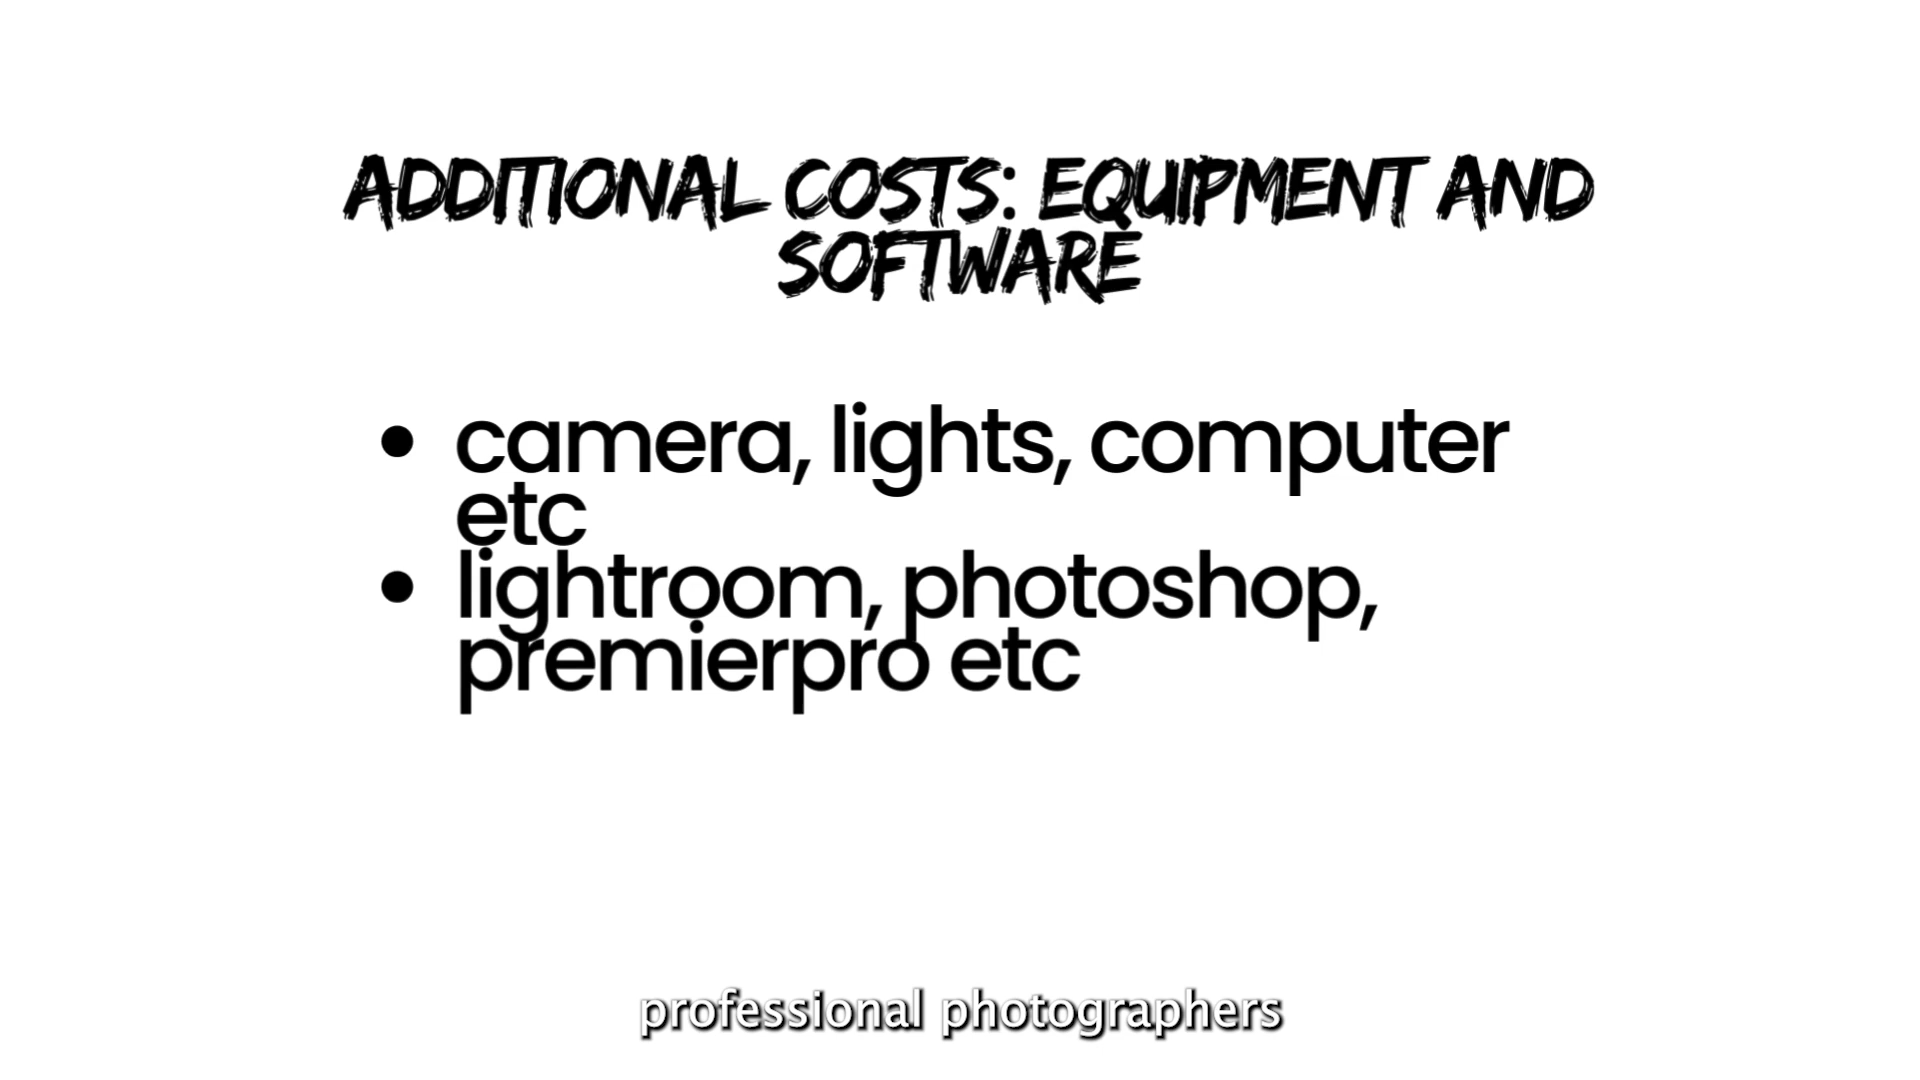 ADDITIONAL COSTS: EQUIPMENT AND
SOFTWARE
• camera, lights, computer
etc
• lightroom, photoshop,
premierpro etc
professional photographers